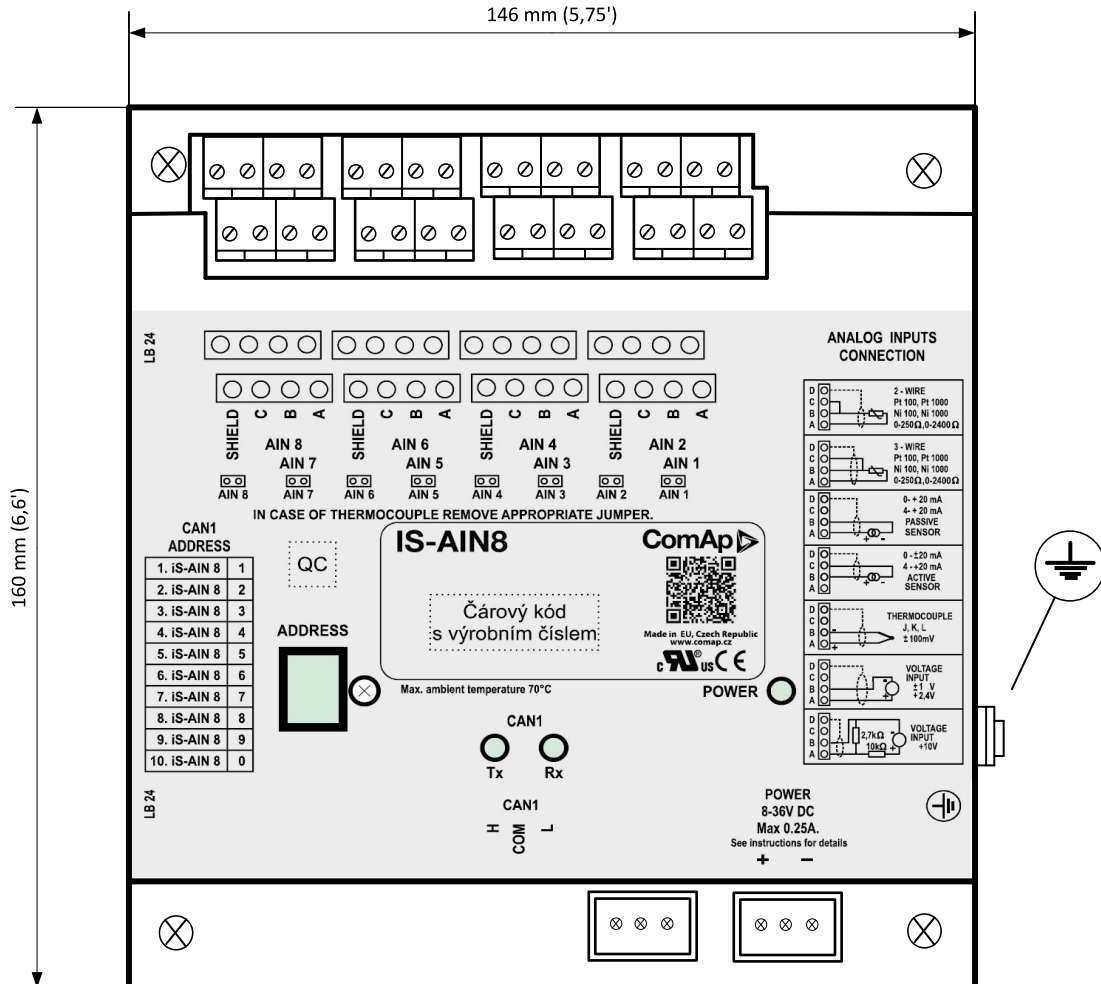 146 mm (5,75')
160 mm (6,6')
LB 24
SHIELD C B A SHIELD C B A SHIELD C B A SHIELD C B A
AIN 8 AIN 6 AIN 4 AIN 2
AIN 7 AIN 5 AIN 3 AIN 1
AIN 8 AIN 7 AIN 6 AIN 5 AIN 4 AIN 3 AIN 2 AIN 1
IN CASE OF THERMOCOUPLE REMOVE APPROPRIATE JUMPER.
CAN1
ADDRESS
1. iS-AIN 8 1
2. iS-AIN 8 2
3. iS-AIN 8 3
4. iS-AIN 8 4
5. iS-AIN 8 5
6. iS-AIN 8 6
7. iS-AIN 8 7
8. iS-AIN 8 8
9. iS-AIN 8 9
10. iS-AIN 8 0
LB 24
QC
ADDRESS
IS-AIN8
ComAp
Čárový kód
s výrobním číslem
Made in EU, Czech Republic
www.comap.cz
c RU ® US CE
Max. ambient temperature 70°C
POWER
CAN1
Tx Rx
CAN1
H COM L
POWER
8-36V DC
Max 0.25A.
See instructions for details
+ −
ANALOG INPUTS
CONNECTION
D
C
B
A
2 - WIRE
Pt 100, Pt 1000
Ni 100, Ni 1000
0-250Ω,0-2400Ω
D
C
B
A
3 - WIRE
Pt 100, Pt 1000
Ni 100, Ni 1000
0-250Ω,0-2400Ω
D
C
B
A
+ -
0- + 20 mA
4- + 20 mA
PASSIVE
SENSOR
D
C
B
A
+ -
0 - ±20 mA
4 - +20 mA
ACTIVE
SENSOR
D
C
B
A
-
+
THERMOCOUPLE
J, K, L
± 100mV
D
C
B
A
-
+
VOLTAGE
INPUT
±1 V
+2,4V
D
C
B
A
2,7kΩ
10kΩ
-
+
VOLTAGE
INPUT
+10V